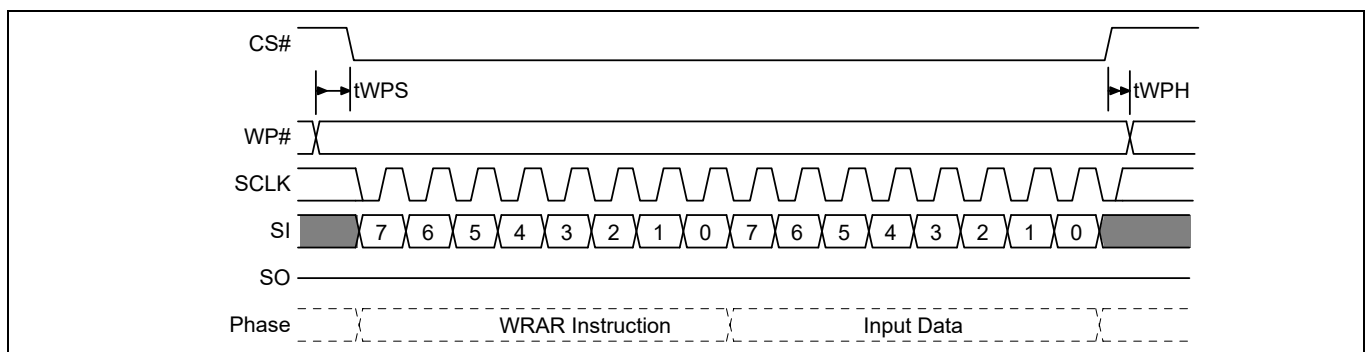 CS#
tWPS tWPH
WP#
SCLK
SI 7 6 5 4 3 2 1 0 7 6 5 4 3 2 1 0
SO
Phase WRAR Instruction Input Data